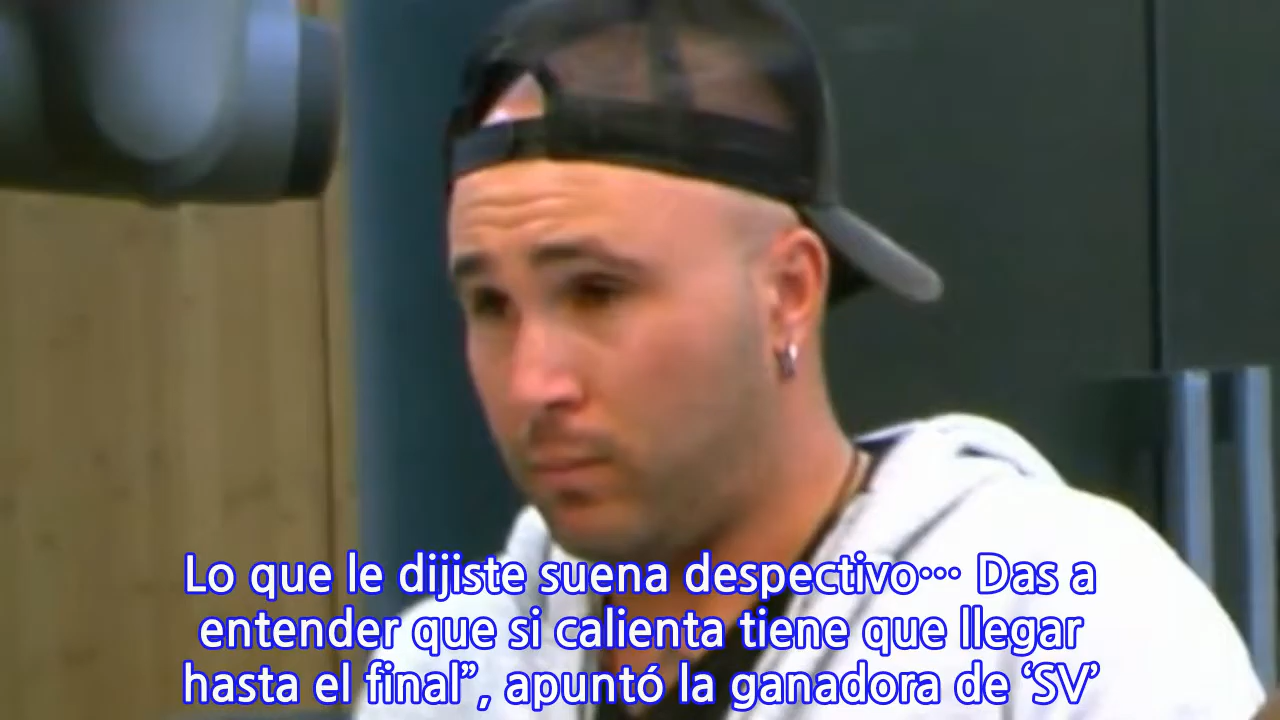 Lo que le dijiste suena despectivo··· Das a
entender que si calienta tiene que llegar
hasta el final”, apuntó la ganadora de ‘SV’